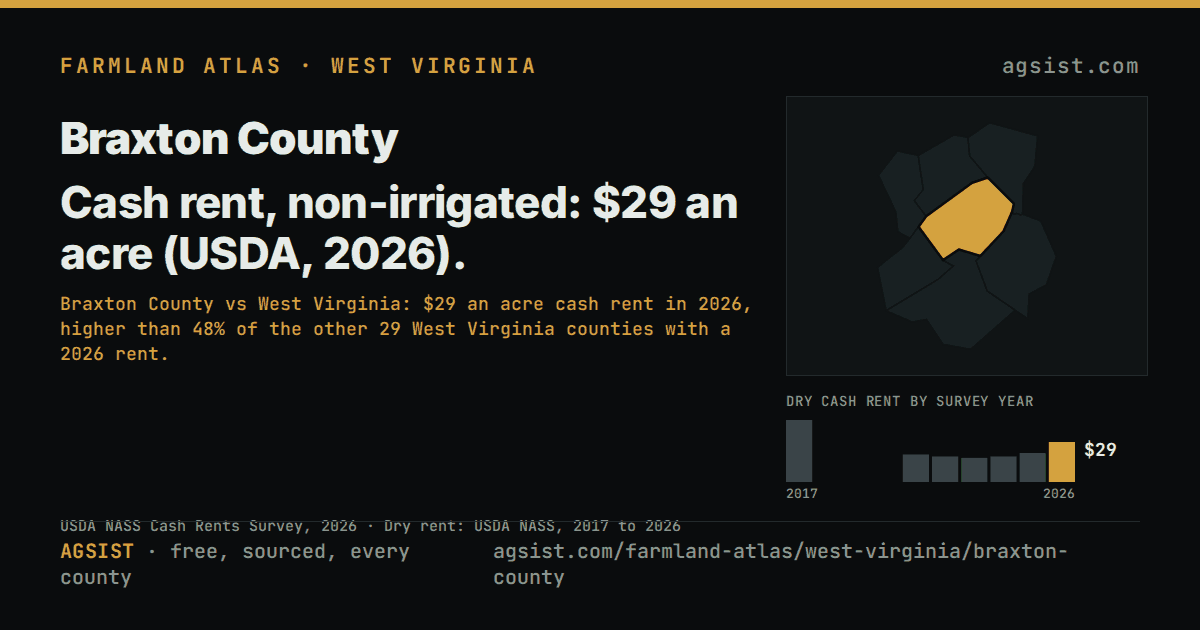 FARMLAND ATLAS · WEST VIRGINIA
agsist.com
Braxton County
Cash rent, non-irrigated: $29 an
acre (USDA, 2026).
Braxton County vs West Virginia: $29 an acre cash rent in 2026,
higher than 48% of the other 29 West Virginia counties with a
2026 rent.
DRY CASH RENT BY SURVEY YEAR
$29
2017
2026
USDA NASS Cash Rents Survey, 2026 · Dry rent: USDA NASS, 2017 to 2026
AGSIST · free, sourced, every
county
agsist.com/farmland-atlas/west-virginia/braxton-
county